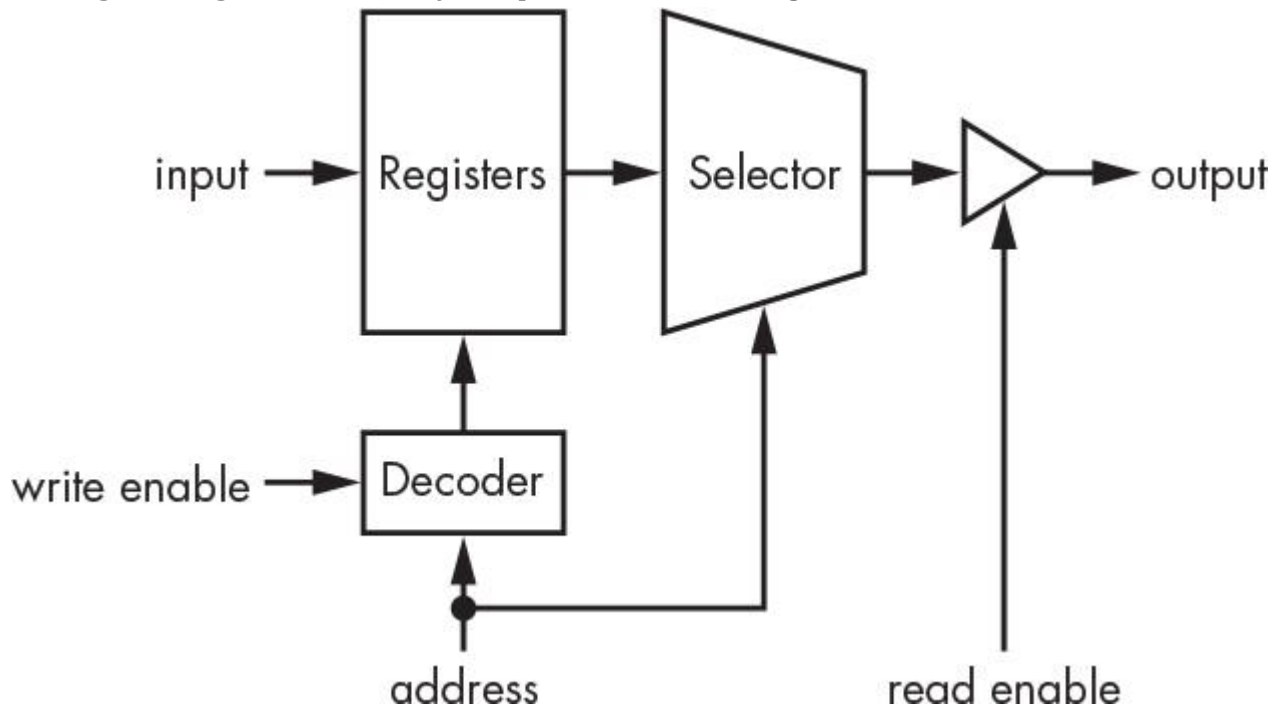 input
Registers
Selector
output
write enable
Decoder
address
read enable